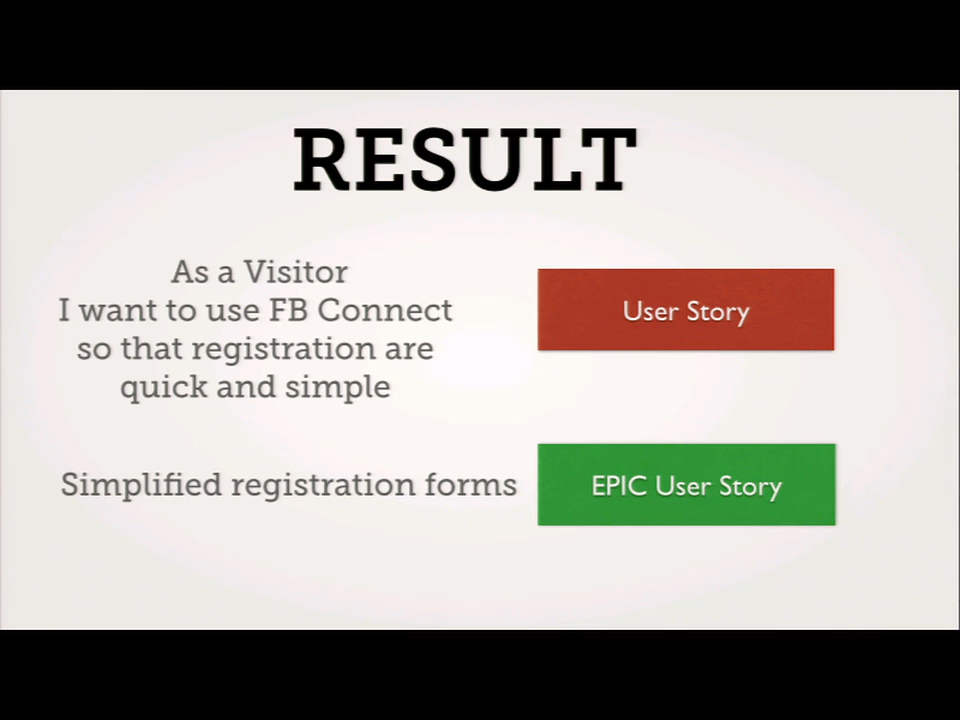 RESULT
As a Visitor
I want to use FB Connect
so that registration are
quick and simple
User Story
Simplified registration forms
EPIC User Story